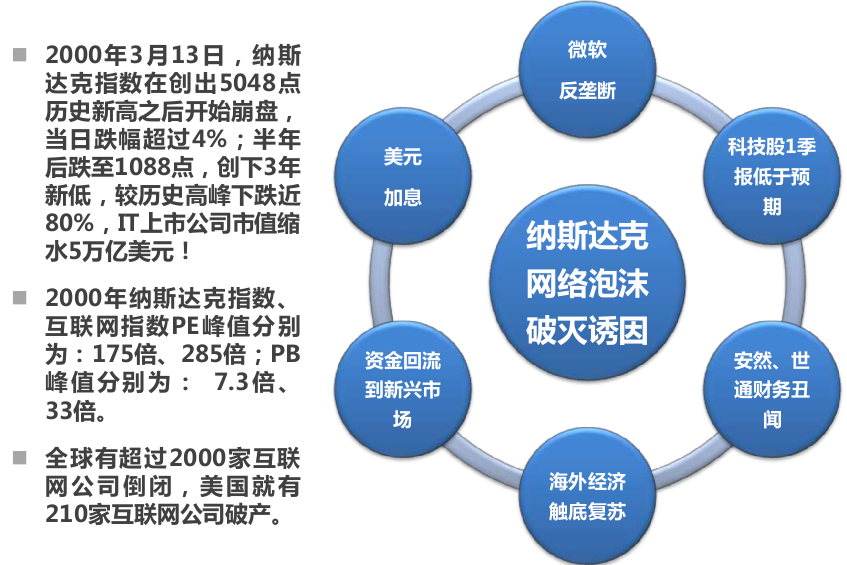 2000年3月13日，纳斯
达克指数在创出5048点
历史新高之后开始崩盘，
当日跌幅超过4%；半年
后跌至1088点，创下3年
新低，较历史高峰下跌近
80%，IT上市公司市值缩
水5万亿美元！
2000年纳斯达克指数、
互联网指数PE峰值分别
为：175倍、285倍；PB
峰值分别为： 7.3倍、
33倍。
全球有超过2000家互联
网公司倒闭，美国就有
210家互联网公司破产。
纳斯达克
网络泡沫
破灭诱因
微软
反垄断
科技股1季
报低于预
期
安然、世
通财务丑
闻
海外经济
触底复苏
资金回流
到新兴市
场
美元
加息